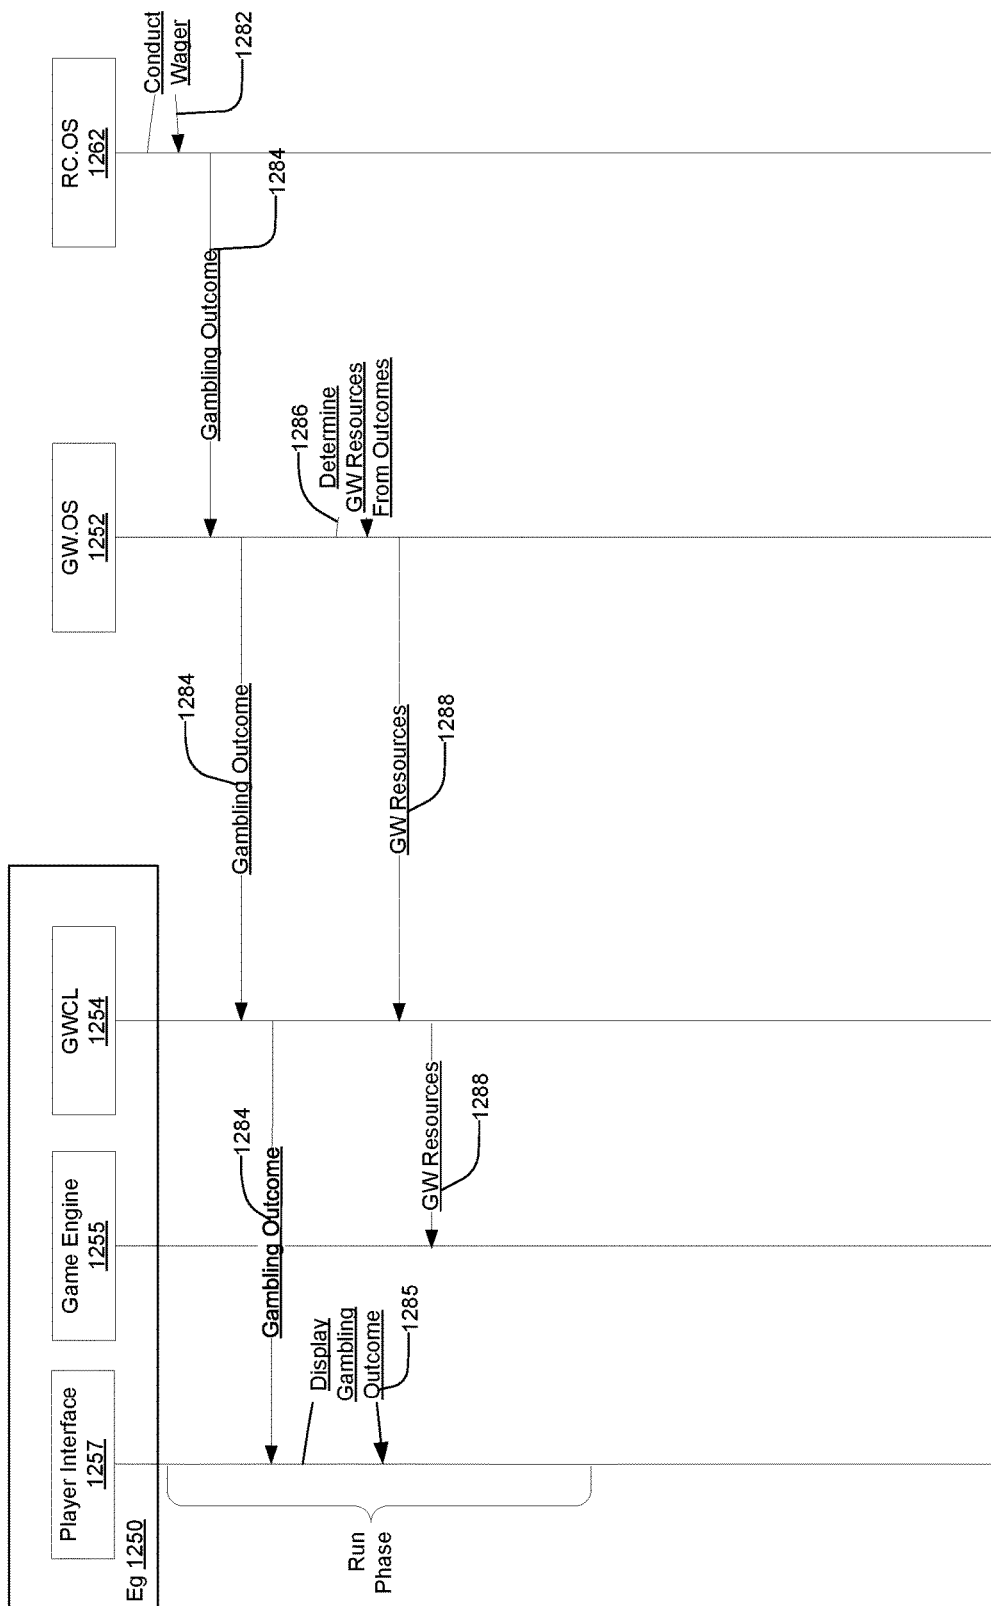 Eg 1250
Player Interface
1257
Game Engine
1255
GWCL
1254
GW.OS
1252
RC.OS
1262
Conduct
Wager
1282
Gambling Outcome
1284
Gambling Outcome
1284
Gambling Outcome
1284
Display
Gambling
Outcome
1285
1286
Determine
GW Resources
From Outcomes
GW Resources
1288
GW Resources
1288
Run
Phase